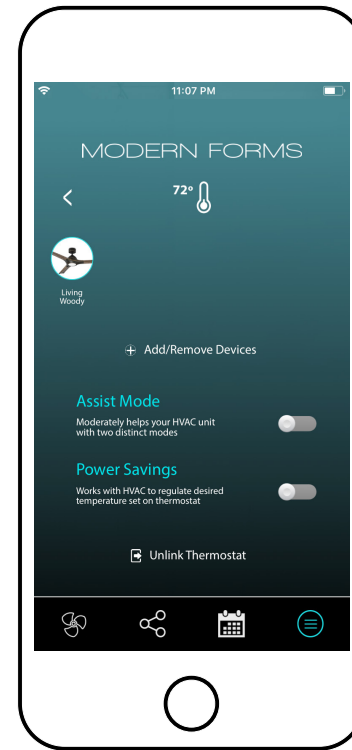 11:07 PM
MODERN FORMS
72°
Living
Woody
Add/Remove Devices
Assist Mode
Moderately helps your HVAC unit
with two distinct modes
Power Savings
Works with HVAC to regulate desired
temperature set on thermostat
Unlink Thermostat